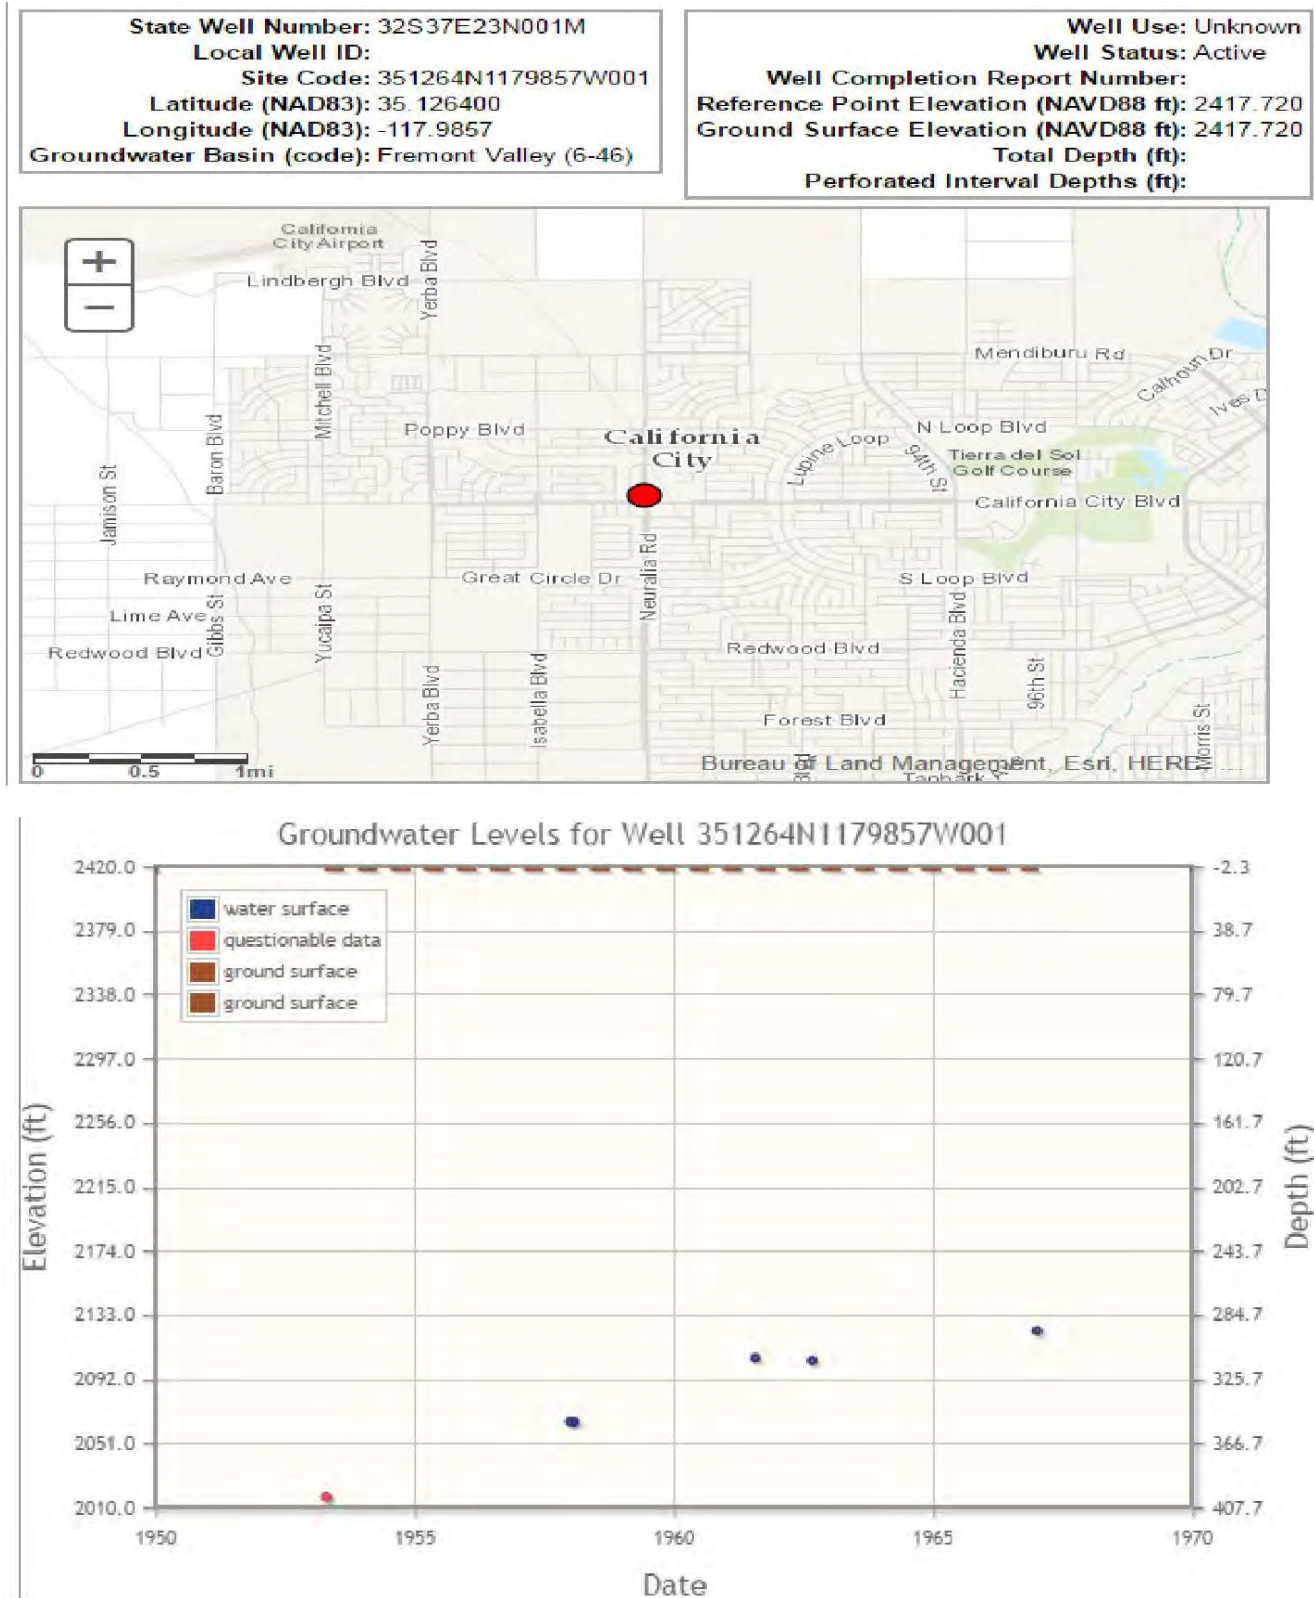 State Well Number: 32S37E23N001M
Local Well ID:
Site Code: 351264N1179857W001
Latitude (NAD83): 35.126400
Longitude (NAD83): -117.9857
Groundwater Basin (code): Fremont Valley (6-46)
Well Use: Unknown
Well Status: Active
Well Completion Report Number:
Reference Point Elevation (NAVD88 ft): 2417.720
Ground Surface Elevation (NAVD88 ft): 2417.720
Total Depth (ft):
Perforated Interval Depths (ft):
+
−
California
City Airport
Lindbergh Blvd
Yerba Blvd
Mitchell Blvd
Baron Blvd
Jamison St
Poppy Blvd
California
City
Mendiburu Rd
Calhoun Dr
Ives D
N Loop Blvd
Lupine Loop
94th St
Tierra del Sol
Golf Course
California City Blvd
Raymond Ave
Great Circle Dr
Neuralia Rd
S Loop Blvd
Lime Ave
Gibbs St
Yucaipa St
Redwood Blvd
Redwood Blvd
Hacienda Blvd
96th St
Yerba Blvd
Isabella Blvd
Forest Blvd
Morris St
0 0.5 1mi
Bureau of Land Management, Esri, HERE, ...
Blvd
Tanbark
Groundwater Levels for Well 351264N1179857W001
water surface
questionable data
ground surface
ground surface
Elevation (ft)
2420.0
2379.0
2338.0
2297.0
2256.0
2215.0
2174.0
2133.0
2092.0
2051.0
2010.0
-2.3
38.7
79.7
120.7
161.7
202.7
243.7
284.7
325.7
366.7
407.7
Depth (ft)
1950 1955 1960 1965 1970
Date